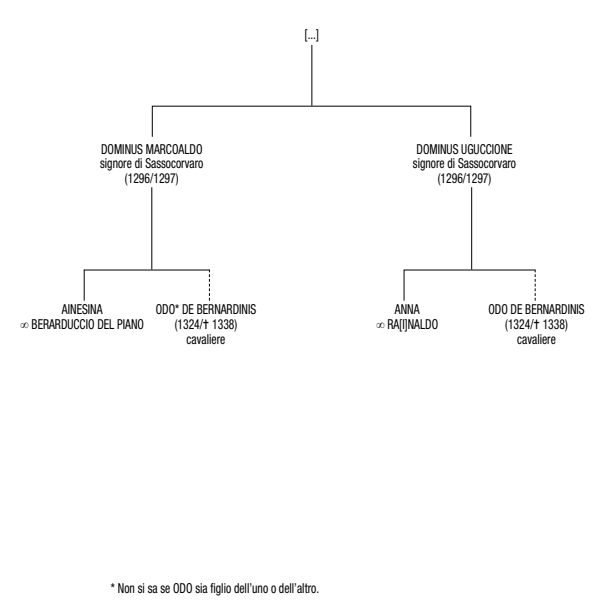 [...]
DOMINUS MARCOALDO
signore di Sassocorvaro
(1296/1297)
DOMINUS UGUCCIONE
signore di Sassocorvaro
(1296/1297)
AINESINA
∞ BERARDUCCIO DEL PIANO
ODO* DE BERNARDINIS
(1324/† 1338)
cavaliere
ANNA
∞ RA[I]NALDO
ODO DE BERNARDINIS
(1324/† 1338)
cavaliere
* Non si sa se ODO sia figlio dell'uno o dell'altro.